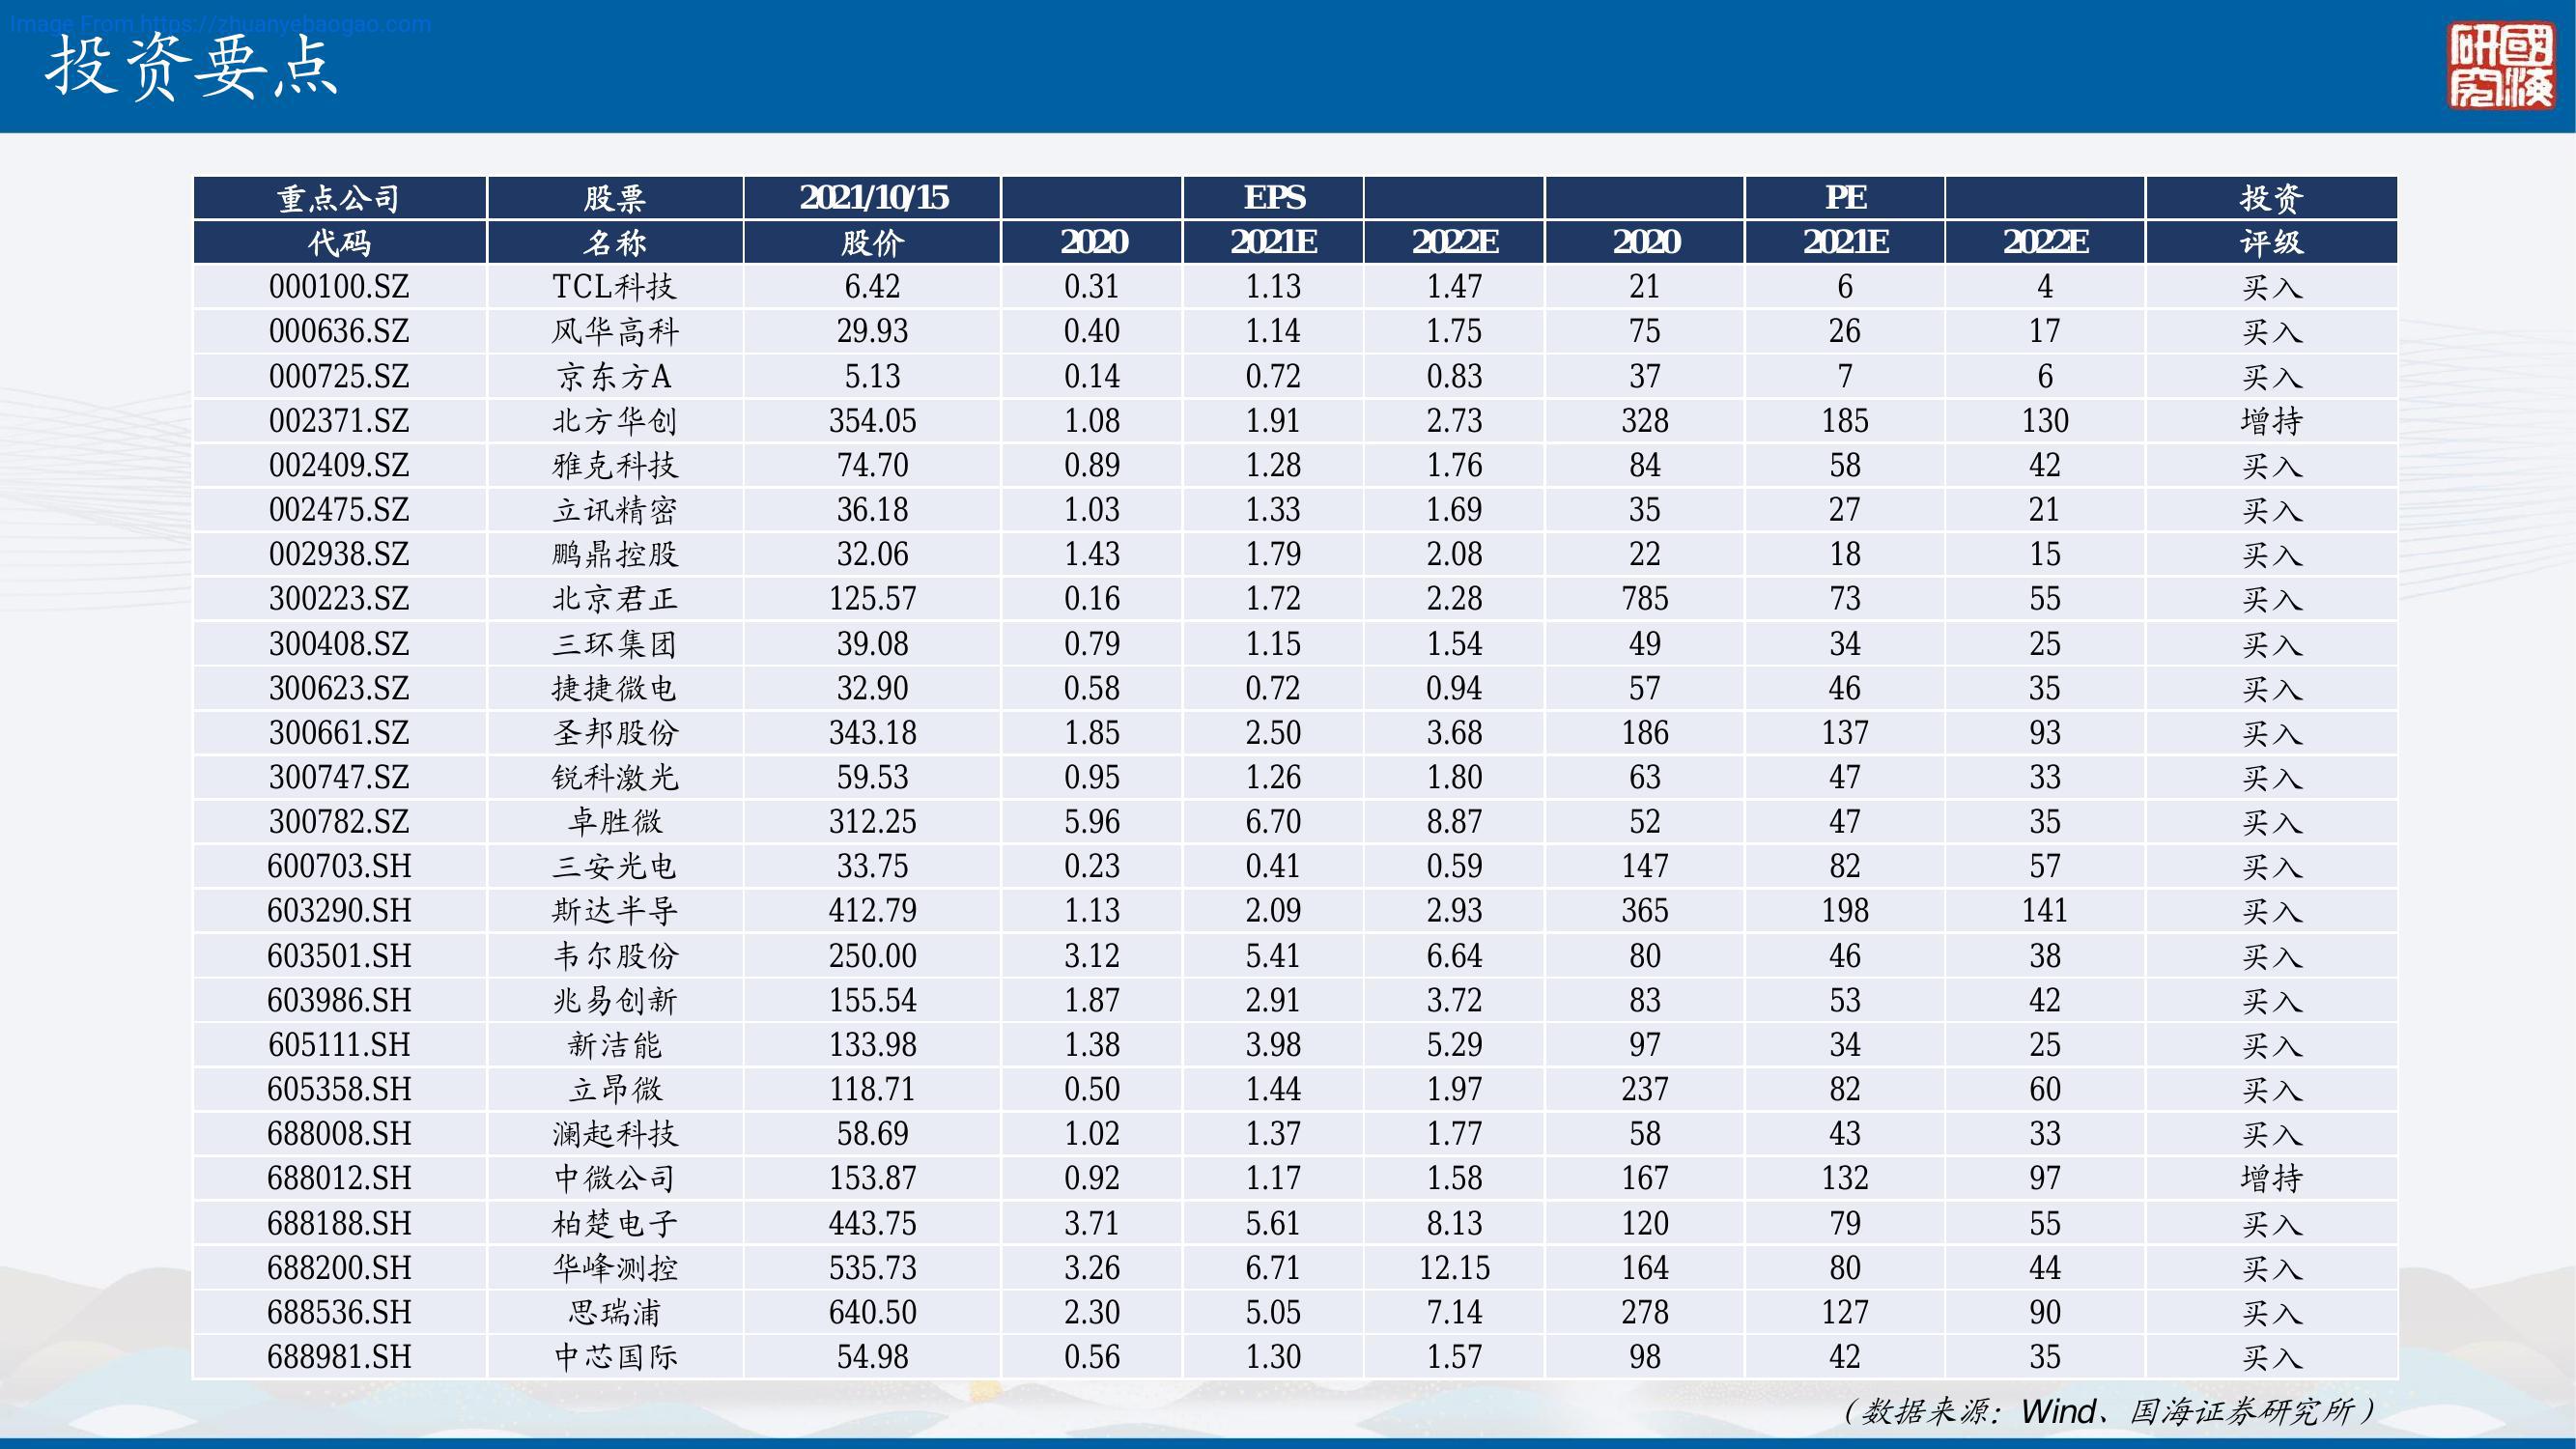 Image From https://zhuanyebaogao.com
投资要点
研國
究海
重点公司 股票 2021/10/15 EPS PE 投资
代码 名称 股价 2020 2021E 2022E 2020 2021E 2022E 评级
000100.SZ TCL科技 6.42 0.31 1.13 1.47 21 6 4 买入
000636.SZ 风华高科 29.93 0.40 1.14 1.75 75 26 17 买入
000725.SZ 京东方A 5.13 0.14 0.72 0.83 37 7 6 买入
002371.SZ 北方华创 354.05 1.08 1.91 2.73 328 185 130 增持
002409.SZ 雅克科技 74.70 0.89 1.28 1.76 84 58 42 买入
002475.SZ 立讯精密 36.18 1.03 1.33 1.69 35 27 21 买入
002938.SZ 鹏鼎控股 32.06 1.43 1.79 2.08 22 18 15 买入
300223.SZ 北京君正 125.57 0.16 1.72 2.28 785 73 55 买入
300408.SZ 三环集团 39.08 0.79 1.15 1.54 49 34 25 买入
300623.SZ 捷捷微电 32.90 0.58 0.72 0.94 57 46 35 买入
300661.SZ 圣邦股份 343.18 1.85 2.50 3.68 186 137 93 买入
300747.SZ 锐科激光 59.53 0.95 1.26 1.80 63 47 33 买入
300782.SZ 卓胜微 312.25 5.96 6.70 8.87 52 47 35 买入
600703.SH 三安光电 33.75 0.23 0.41 0.59 147 82 57 买入
603290.SH 斯达半导 412.79 1.13 2.09 2.93 365 198 141 买入
603501.SH 韦尔股份 250.00 3.12 5.41 6.64 80 46 38 买入
603986.SH 兆易创新 155.54 1.87 2.91 3.72 83 53 42 买入
605111.SH 新洁能 133.98 1.38 3.98 5.29 97 34 25 买入
605358.SH 立昂微 118.71 0.50 1.44 1.97 237 82 60 买入
688008.SH 澜起科技 58.69 1.02 1.37 1.77 58 43 33 买入
688012.SH 中微公司 153.87 0.92 1.17 1.58 167 132 97 增持
688188.SH 柏楚电子 443.75 3.71 5.61 8.13 120 79 55 买入
688200.SH 华峰测控 535.73 3.26 6.71 12.15 164 80 44 买入
688536.SH 思瑞浦 640.50 2.30 5.05 7.14 278 127 90 买入
688981.SH 中芯国际 54.98 0.56 1.30 1.57 98 42 35 买入
（数据来源：Wind、国海证券研究所）